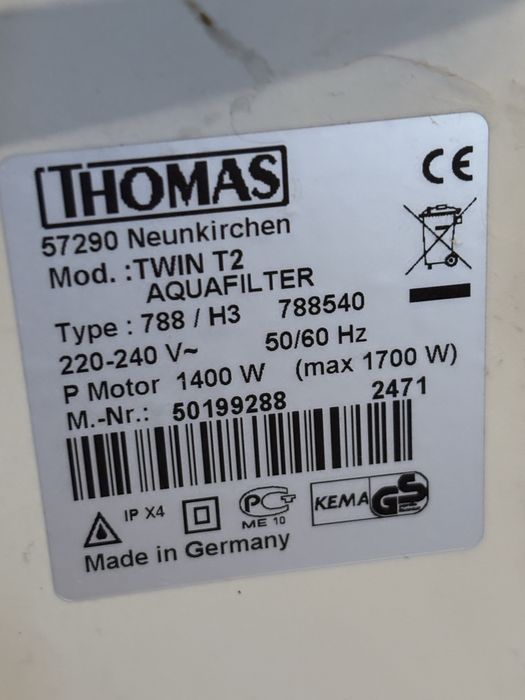 THOMAS
CE
57290 Neunkirchen
Mod. :TWIN T2
AQUAFILTER
Type : 788 / H3 788540
220-240 V~ 50/60 Hz
P Motor 1400 W (max 1700 W)
M.-Nr.: 50199288 2471
IP X4
ME 10
KEMA GS
Made in Germany